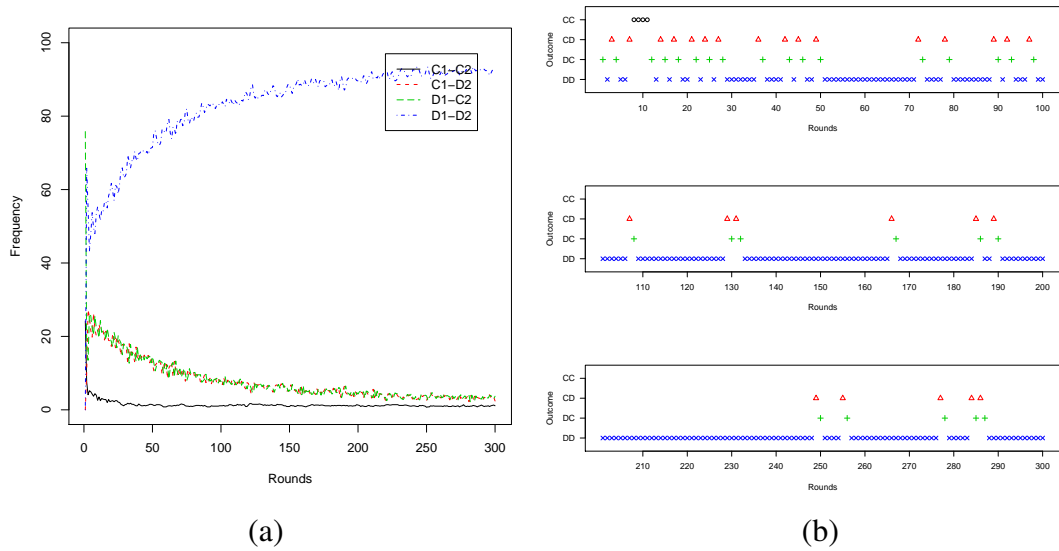 100
80
60
40
20
0
Frequency
0 50 100 150 200 250 300
Rounds
C1−C2
C1−D2
D1−C2
D1−D2
(a)
CC
CD
DC
DD
Outcome
10 20 30 40 50 60 70 80 90 100
Rounds
CC
CD
DC
DD
Outcome
110 120 130 140 150 160 170 180 190 200
Rounds
CC
CD
DC
DD
Outcome
210 220 230 240 250 260 270 280 290 300
Rounds
(b)